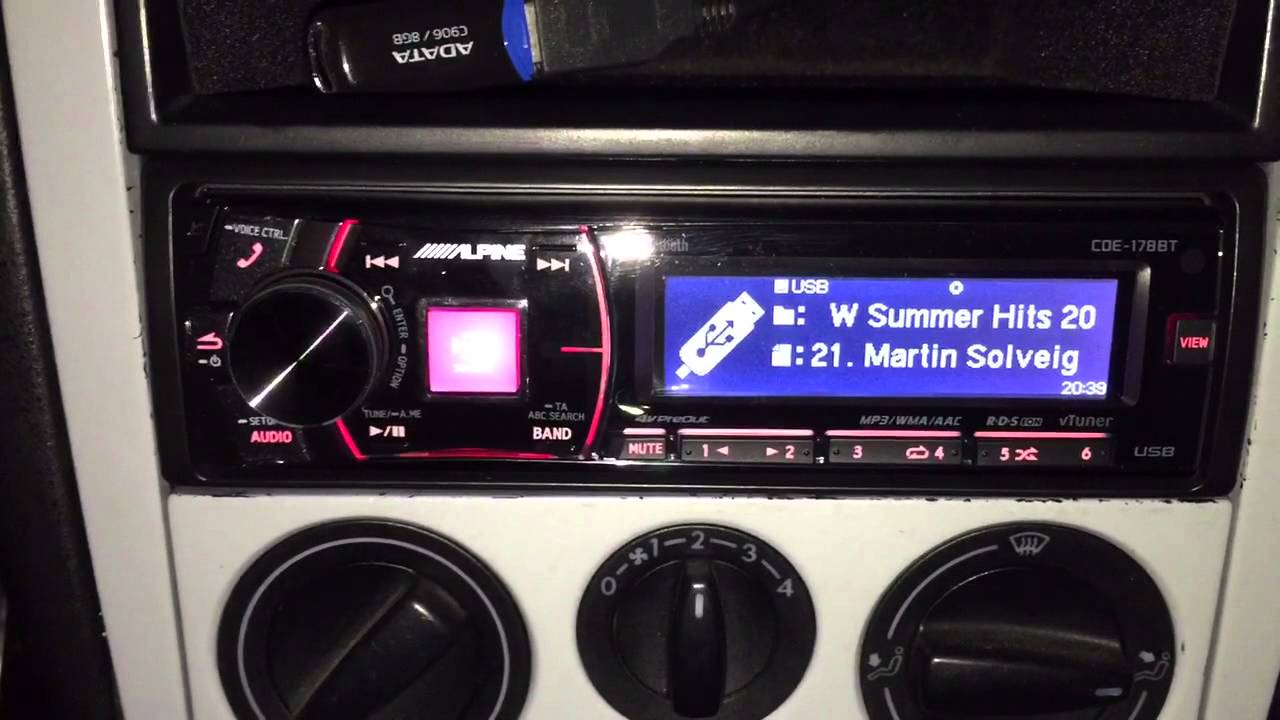 ADATA
C906 / 8GB
VOICE CTRL.
ALPINE
CDE-178BT
USB
W Summer Hits 20
21. Martin Solveig
20:39
ENTER
OPTION
VIEW
AUDIO
TUNE/ A.ME
TA
ABC SEARCH
BAND
4V PreOut
MP3/WMA/AAC
R·D·S
vTuner
MUTE
1
2
3
4
5
6
USB
0 1 2 3 4